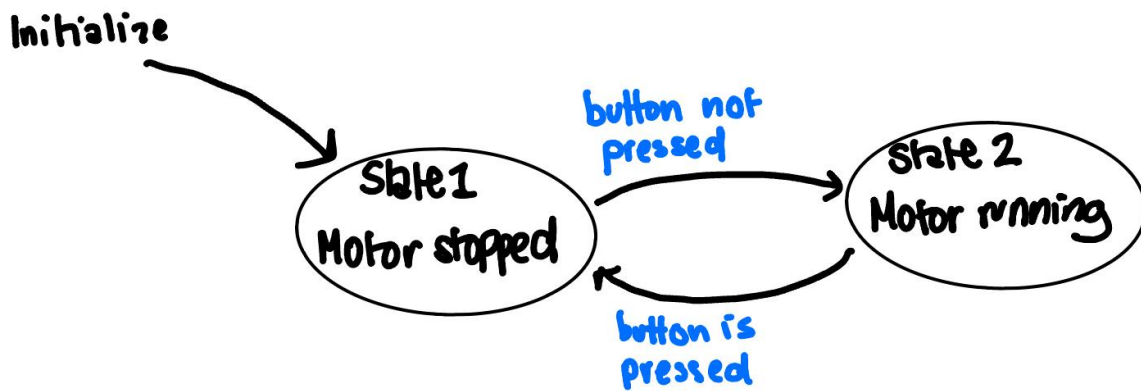 Initialize
button not
pressed
State 1
Motor stopped
State 2
Motor running
button is
pressed